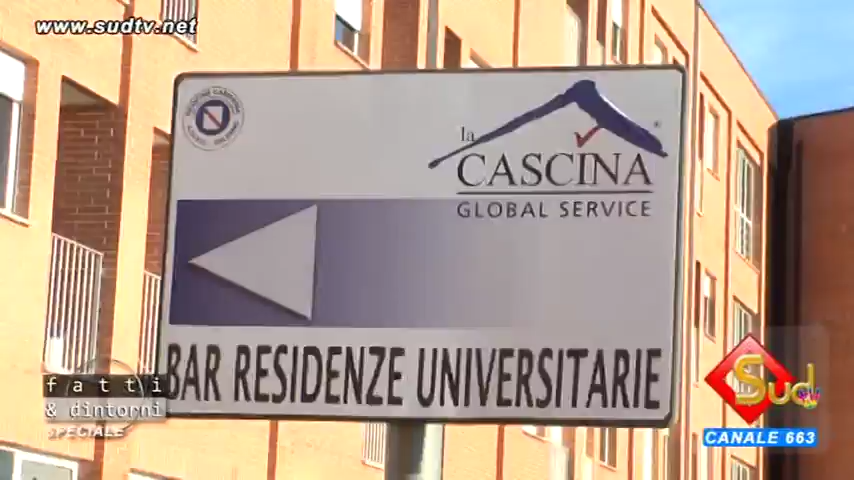 www.sudtv.net
la
CASCINA
GLOBAL SERVICE
BAR RESIDENZE UNIVERSITARIE
fatti
& dintorni
SPECIALE
Sud
CANALE 663